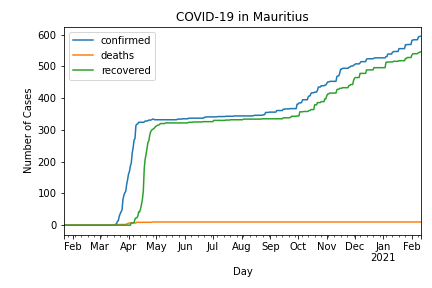 COVID-19 in Mauritius
confirmed
deaths
recovered
Number of Cases
600
500
400
300
200
100
0
Feb Mar Apr May Jun Jul Aug Sep Oct Nov Dec Jan Feb
2021
Day